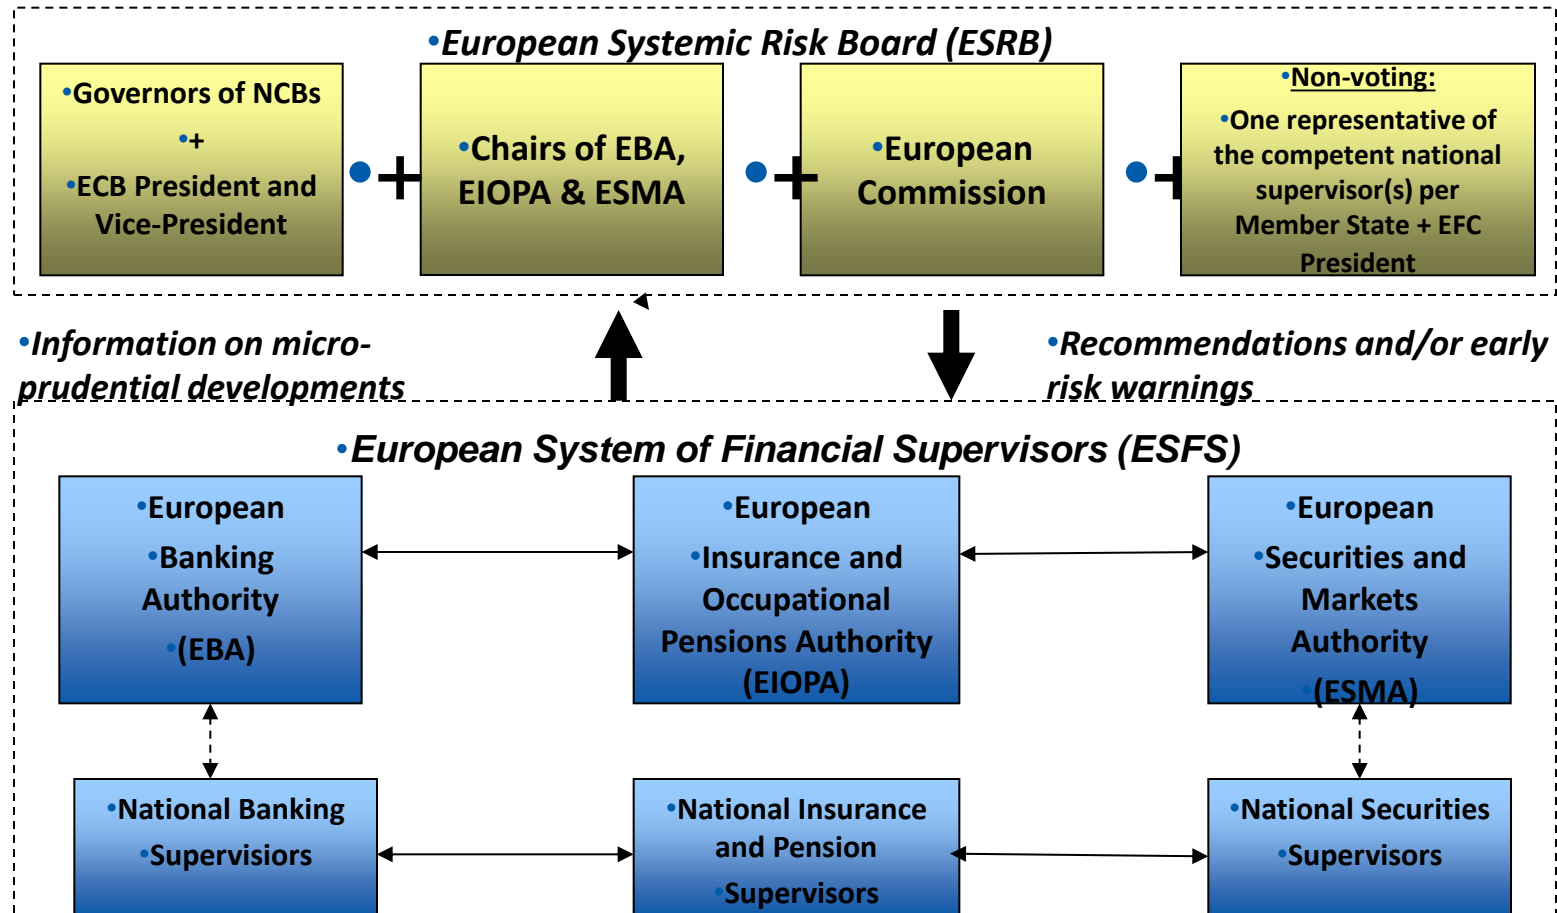 •European Systemic Risk Board (ESRB)
•Governors of NCBs
•+
•ECB President and
Vice-President
•+
•Chairs of EBA,
EIOPA & ESMA
•+
•European
Commission
•+
•Non-voting:
•One representative of
the competent national
supervisor(s) per
Member State + EFC
President
•Information on micro-
prudential developments
•Recommendations and/or early
risk warnings
•European System of Financial Supervisors (ESFS)
•European
•Banking
Authority
•(EBA)
•European
•Insurance and
Occupational
Pensions Authority
(EIOPA)
•European
•Securities and
Markets
Authority
•(ESMA)
•National Banking
•Supervisiors
•National Insurance
and Pension
•Supervisors
•National Securities
•Supervisors